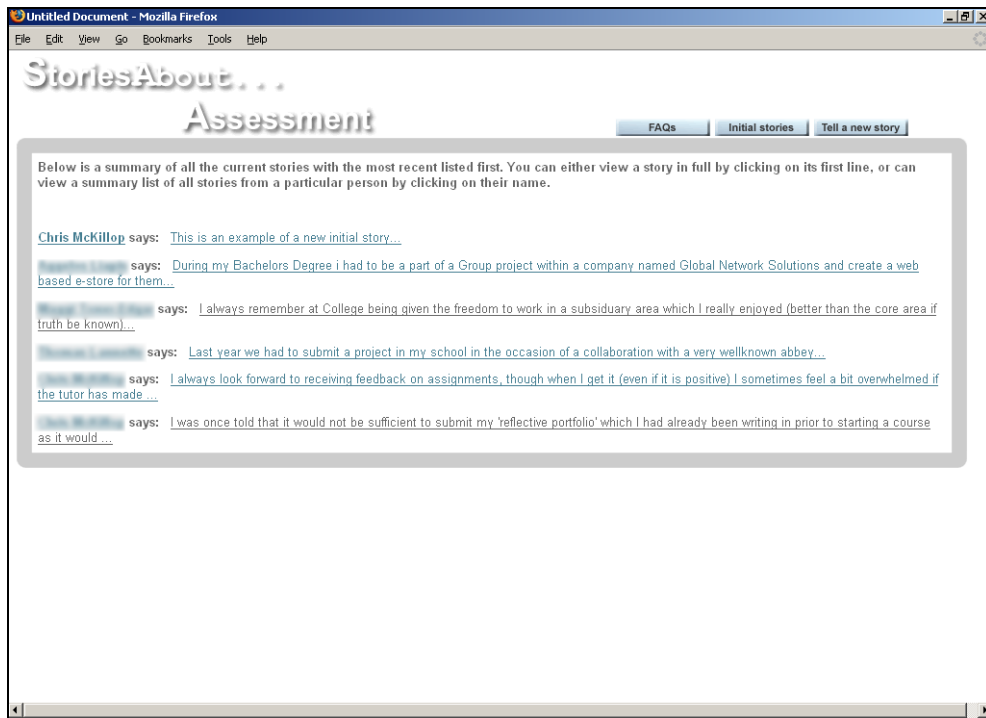 Untitled Document - Mozilla Firefox
File Edit View Go Bookmarks Tools Help
StoriesAbout...
Assessment
FAQs Initial stories Tell a new story
Below is a summary of all the current stories with the most recent listed first. You can either view a story in full by clicking on its first line, or can
view a summary list of all stories from a particular person by clicking on their name.
Chris McKillop says: This is an example of a new initial story...
says: During my Bachelors Degree i had to be a part of a Group project within a company named Global Network Solutions and create a web
based e-store for them...
says: I always remember at College being given the freedom to work in a subsiduary area which I really enjoyed (better than the core area if
truth be known)...
says: Last year we had to submit a project in my school in the occasion of a collaboration with a very wellknown abbey...
says: I always look forward to receiving feedback on assignments, though when I get it (even if it is positive) I sometimes feel a bit overwhelmed if
the tutor has made ...
says: I was once told that it would not be sufficient to submit my 'reflective portfolio' which I had already been writing in prior to starting a course
as it would ...